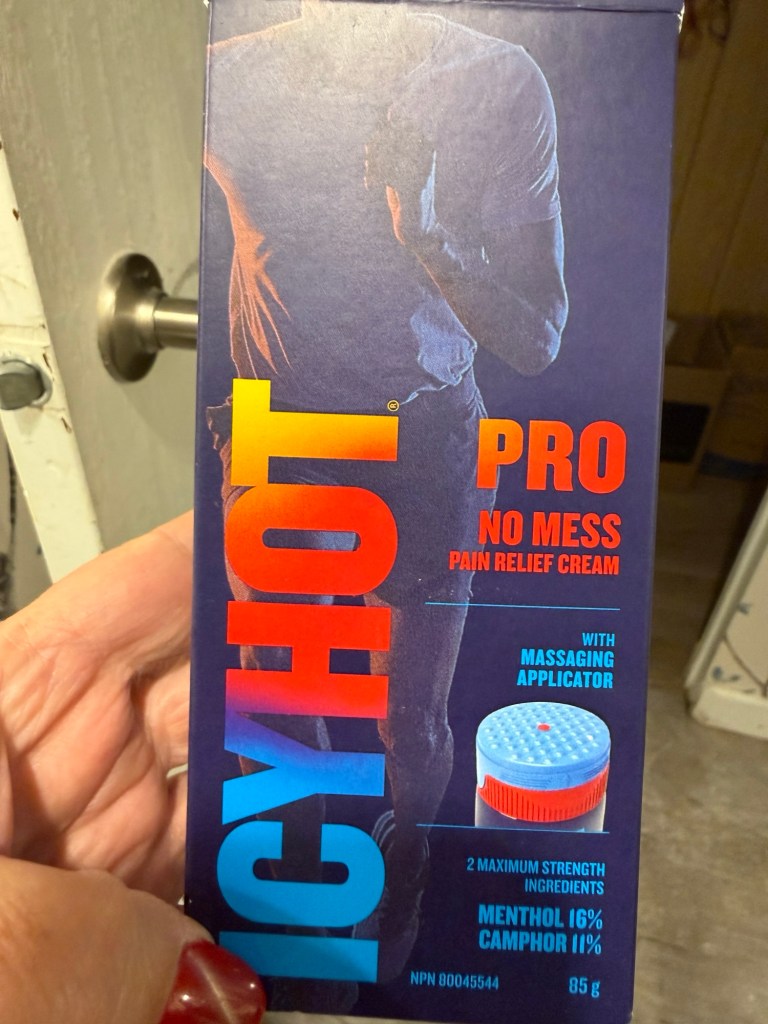 ICYHOT®
PRO
NO MESS
PAIN RELIEF CREAM
WITH
MASSAGING
APPLICATOR
2 MAXIMUM STRENGTH
INGREDIENTS
MENTHOL 16%
CAMPHOR 11%
NPN 80045544 85 g